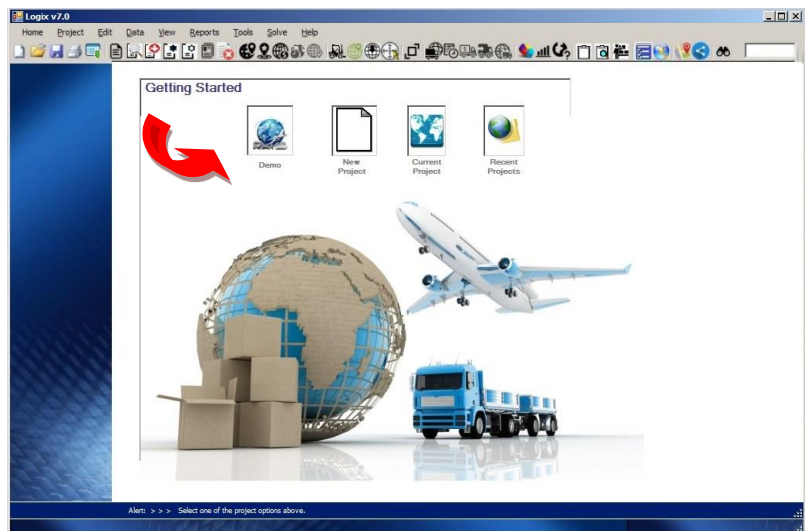 Logix v7.0
Home Project Edit Data View Reports Tools Solve Help
Getting Started
Demo
New
Project
Current
Project
Recent
Projects
Alert: > > > Select one of the project options above.